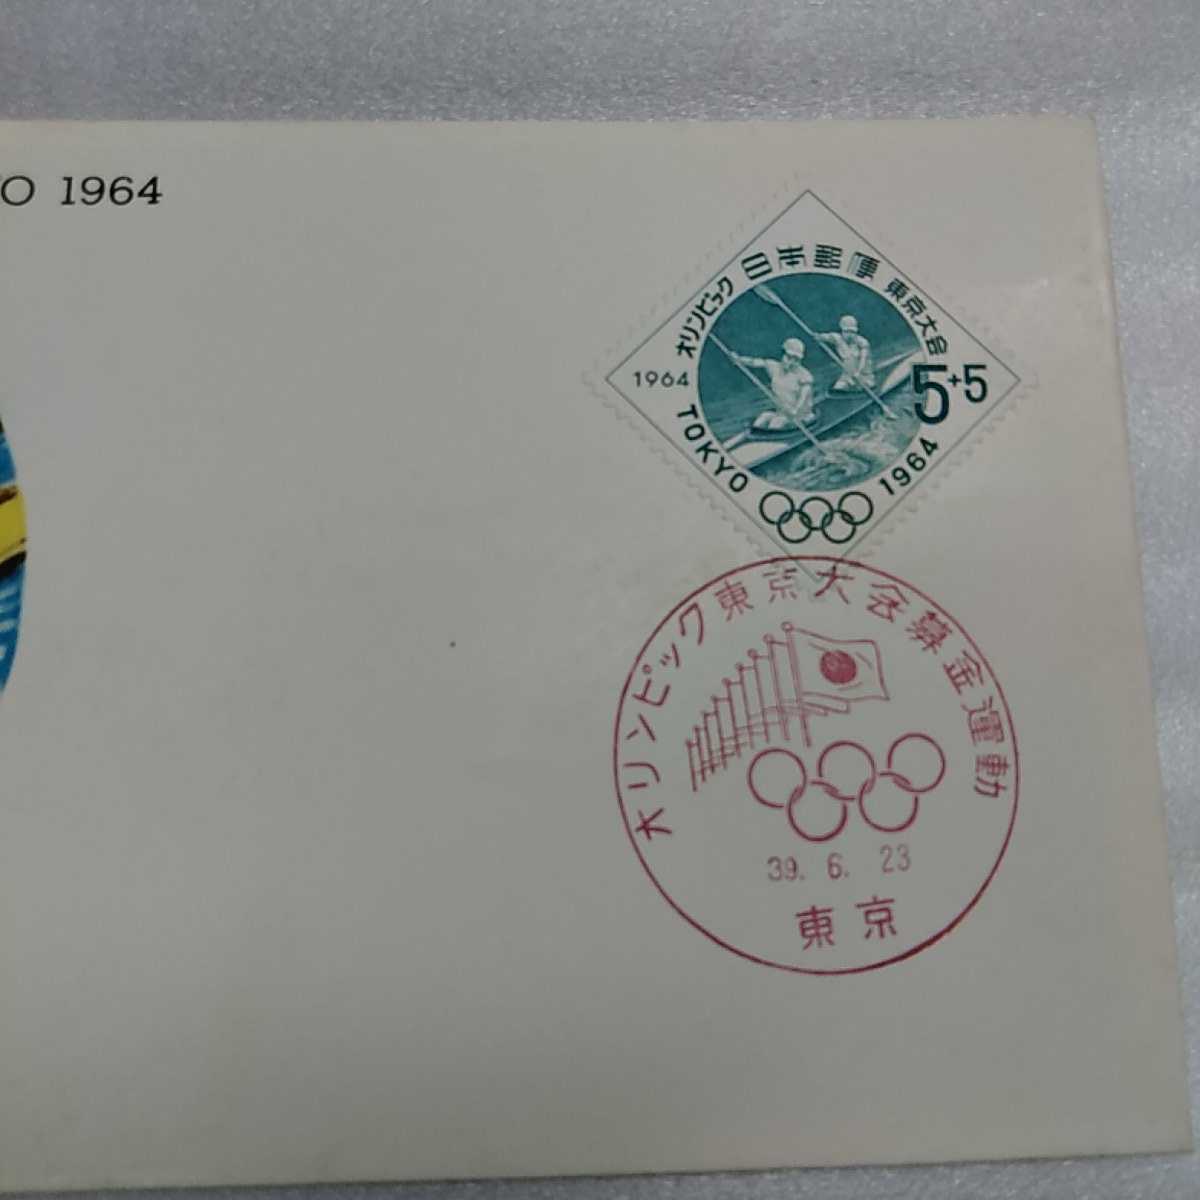 YO 1964
日本郵便
オリンピック 東京大会
1964
5+5
TOKYO 1964
オリンピック東京大会募金運動
39. 6. 23
東京